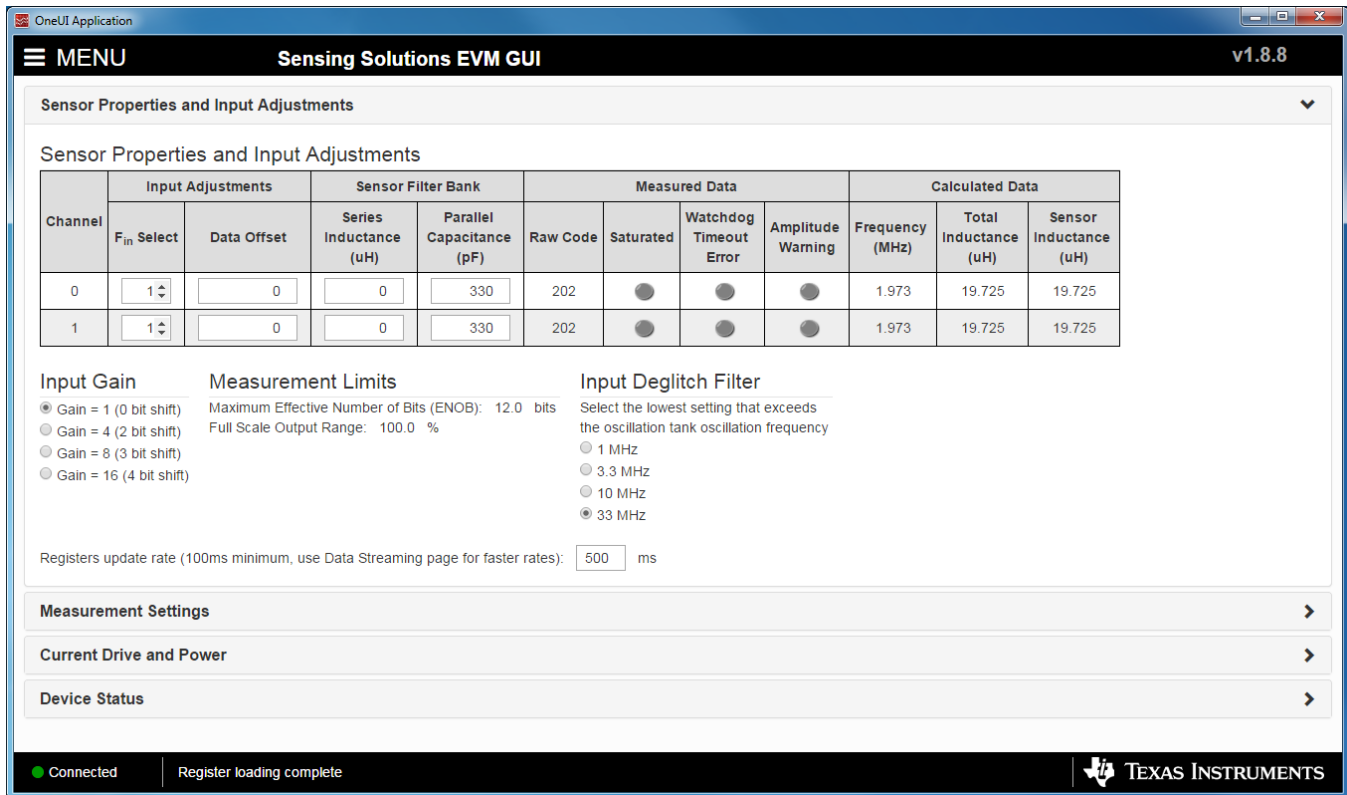 OneUI Application
MENU Sensing Solutions EVM GUI v1.8.8
Sensor Properties and Input Adjustments
Sensor Properties and Input Adjustments
Channel Input Adjustments Sensor Filter Bank Measured Data Calculated Data
Fin Select Data Offset Series Inductance (uH) Parallel Capacitance (pF) Raw Code Saturated Watchdog Timeout Error Amplitude Warning Frequency (MHz) Total Inductance (uH) Sensor Inductance (uH)
0 1 0 0 330 202 1.973 19.725 19.725
1 1 0 0 330 202 1.973 19.725 19.725
Input Gain
Gain = 1 (0 bit shift)
Gain = 4 (2 bit shift)
Gain = 8 (3 bit shift)
Gain = 16 (4 bit shift)
Measurement Limits
Maximum Effective Number of Bits (ENOB): 12.0 bits
Full Scale Output Range: 100.0 %
Input Deglitch Filter
Select the lowest setting that exceeds
the oscillation tank oscillation frequency
1 MHz
3.3 MHz
10 MHz
33 MHz
Registers update rate (100ms minimum, use Data Streaming page for faster rates): 500 ms
Measurement Settings
Current Drive and Power
Device Status
Connected Register loading complete TEXAS INSTRUMENTS